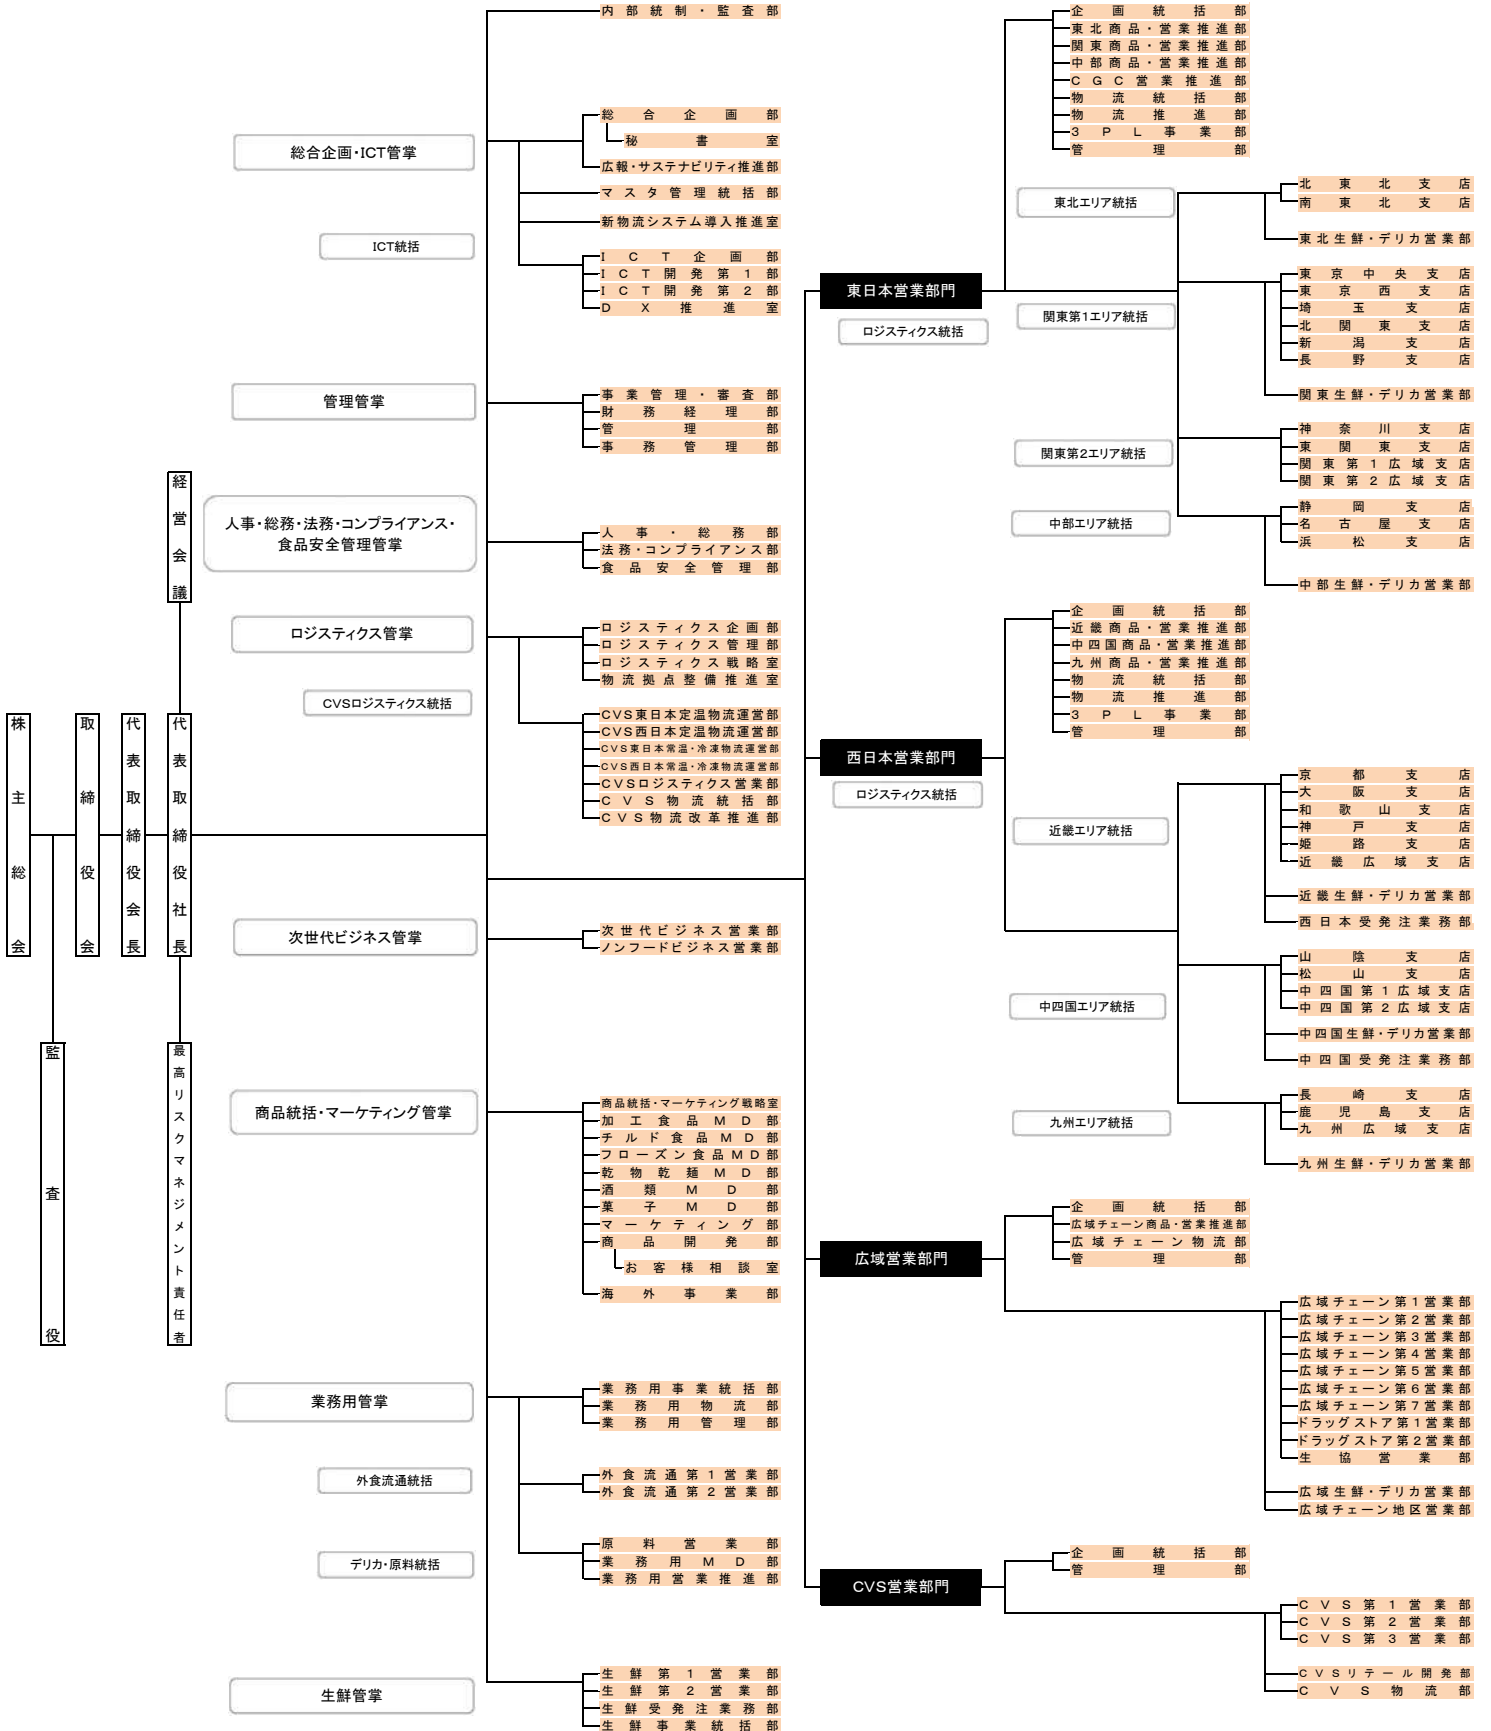 株主総会
監査役
取締役会
代表取締役会長
経営会議
代表取締役社長
最高リスクマネジメント責任者
内部統制・監査部
総合企画・ICT管掌
総合企画部
秘書室
広報・サステナビリティ推進部
マスタ管理統括部
新物流システム導入推進室
ICT統括
ICT企画部
ICT開発第1部
ICT開発第2部
DX推進室
管理管掌
事業管理・審査部
財務経理部
管理部
事務管理部
人事・総務・法務・コンプライアンス・
食品安全管理管掌
人事・総務部
法務・コンプライアンス部
食品安全管理部
ロジスティクス管掌
ロジスティクス企画部
ロジスティクス管理部
ロジスティクス戦略室
物流拠点整備推進室
CVSロジスティクス統括
CVS東日本定温物流運営部
CVS西日本定温物流運営部
CVS東日本常温・冷凍物流運営部
CVS西日本常温・冷凍物流運営部
CVSロジスティクス営業部
CVS物流統括部
CVS物流改革推進部
次世代ビジネス管掌
次世代ビジネス営業部
ノンフードビジネス営業部
商品統括・マーケティング管掌
商品統括・マーケティング戦略室
加工食品MD部
チルド食品MD部
フローズン食品MD部
乾物乾麺MD部
酒類MD部
菓子MD部
マーケティング部
商品開発部
お客様相談室
海外事業部
業務用管掌
業務用事業統括部
業務用物流部
業務用管理部
外食流通統括
外食流通第1営業部
外食流通第2営業部
デリカ・原料統括
原料営業部
業務用MD部
業務用営業推進部
生鮮管掌
生鮮第1営業部
生鮮第2営業部
生鮮受発注業務部
生鮮事業統括部
東日本営業部門
ロジスティクス統括
企画統括部
東北商品・営業推進部
関東商品・営業推進部
中部商品・営業推進部
CGC営業推進部
物流統括部
物流推進部
3PL事業部
管理部
東北エリア統括
北東北支店
南東北支店
東北生鮮・デリカ営業部
関東第1エリア統括
東京中央支店
東京西支店
埼玉支店
北関東支店
新潟支店
長野支店
関東生鮮・デリカ営業部
関東第2エリア統括
神奈川支店
東関東支店
関東第1広域支店
関東第2広域支店
中部エリア統括
静岡支店
名古屋支店
浜松支店
中部生鮮・デリカ営業部
西日本営業部門
ロジスティクス統括
企画統括部
近畿商品・営業推進部
中四国商品・営業推進部
九州商品・営業推進部
物流統括部
物流推進部
3PL事業部
管理部
近畿エリア統括
京都支店
大阪支店
和歌山支店
神戸支店
姫路支店
近畿広域支店
近畿生鮮・デリカ営業部
西日本受発注業務部
中四国エリア統括
山陰支店
松山支店
中四国第1広域支店
中四国第2広域支店
中四国生鮮・デリカ営業部
中四国受発注業務部
九州エリア統括
長崎支店
鹿児島支店
九州広域支店
九州生鮮・デリカ営業部
広域営業部門
企画統括部
広域チェーン商品・営業推進部
広域チェーン物流部
管理部
広域チェーン第1営業部
広域チェーン第2営業部
広域チェーン第3営業部
広域チェーン第4営業部
広域チェーン第5営業部
広域チェーン第6営業部
広域チェーン第7営業部
ドラッグストア第1営業部
ドラッグストア第2営業部
生協営業部
広域生鮮・デリカ営業部
広域チェーン地区営業部
CVS営業部門
企画統括部
管理部
CVS第1営業部
CVS第2営業部
CVS第3営業部
CVSリテール開発部
CVS物流部